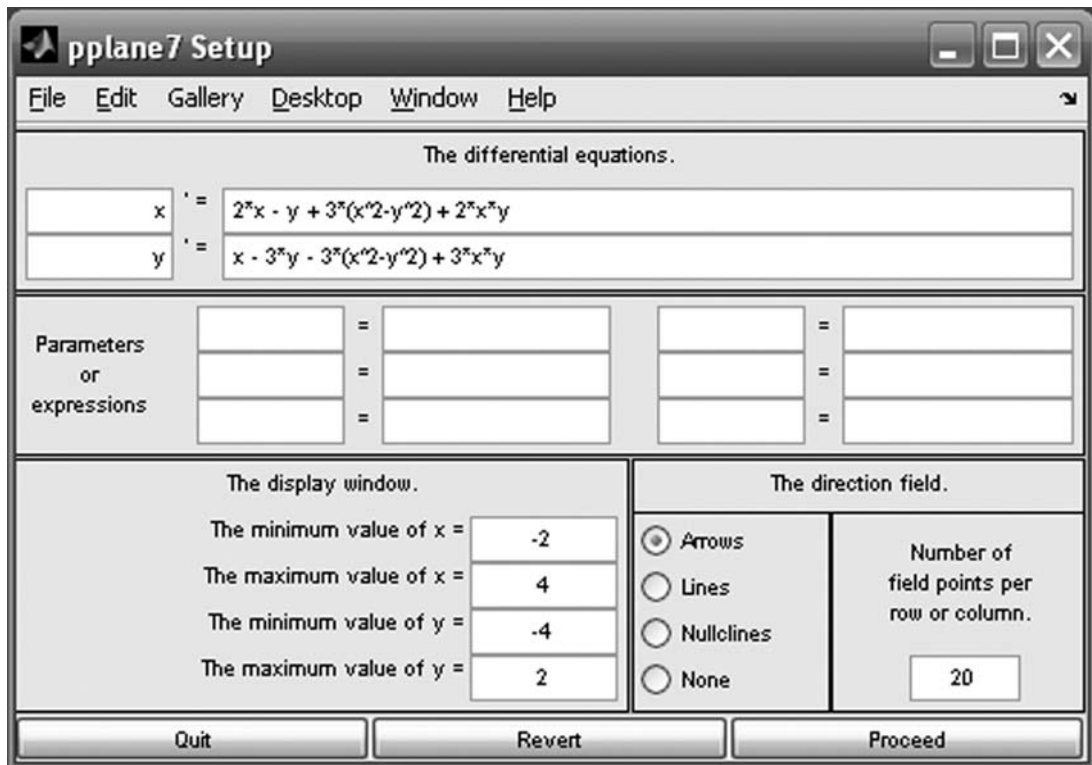 pplane7 Setup
File Edit Gallery Desktop Window Help
The differential equations.
x ' = 2*x - y + 3*(x^2-y^2) + 2*x*y
y ' = x - 3*y - 3*(x^2-y^2) + 3*x*y
Parameters
or
expressions
= =
= =
= =
The display window.
The minimum value of x = -2
The maximum value of x = 4
The minimum value of y = -4
The maximum value of y = 2
The direction field.
Arrows
Lines
Nullclines
None
Number of
field points per
row or column.
20
Quit Revert Proceed